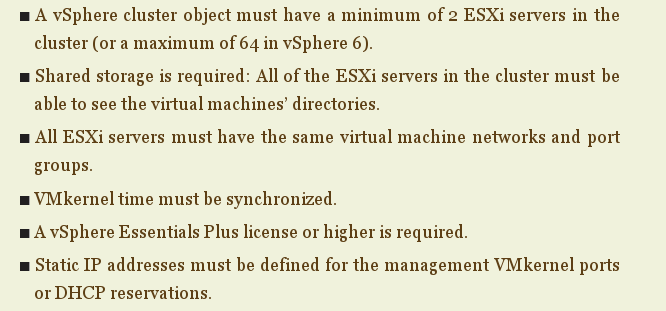 ■ A vSphere cluster object must have a minimum of 2 ESXi servers in the
cluster (or a maximum of 64 in vSphere 6).
■ Shared storage is required: All of the ESXi servers in the cluster must be
able to see the virtual machines’ directories.
■ All ESXi servers must have the same virtual machine networks and port
groups.
■ VMkernel time must be synchronized.
■ A vSphere Essentials Plus license or higher is required.
■ Static IP addresses must be defined for the management VMkernel ports
or DHCP reservations.